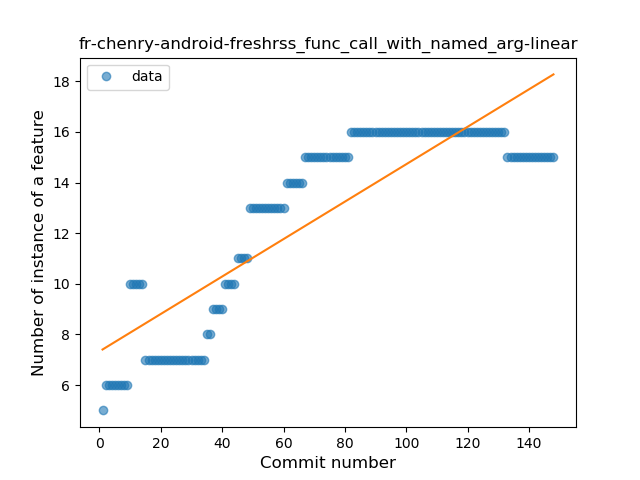 fr-chenry-android-freshrss_func_call_with_named_arg-linear
data
Number of instance of a feature
18
16
14
12
10
8
6
0 20 40 60 80 100 120 140
Commit number